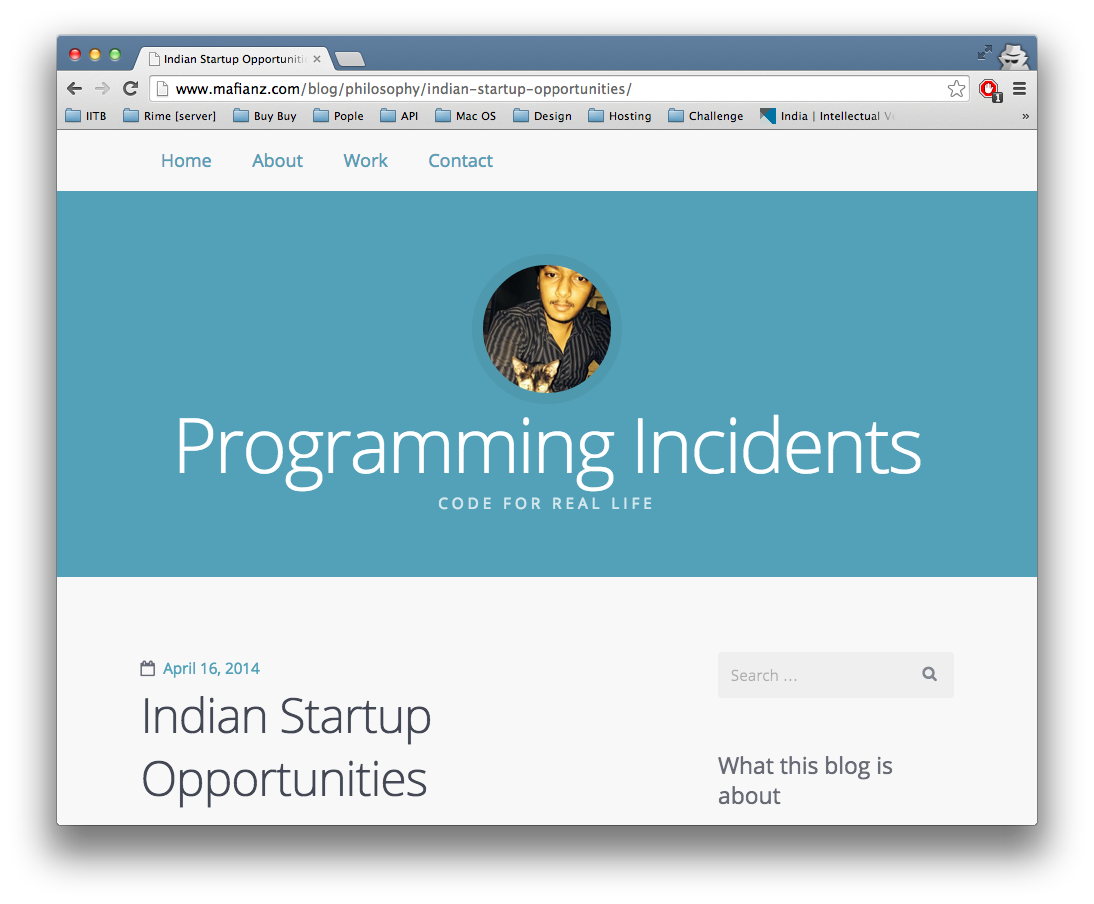 Indian Startup Opportuniti
www.mafianz.com/blog/philosophy/indian-startup-opportunities/
1
IITB Rime [server] Buy Buy Pople API Mac OS Design Hosting Challenge India | Intellectual V »
Home About Work Contact
Programming Incidents
CODE FOR REAL LIFE
April 16, 2014
Search ...
Indian Startup
Opportunities
What this blog is
about